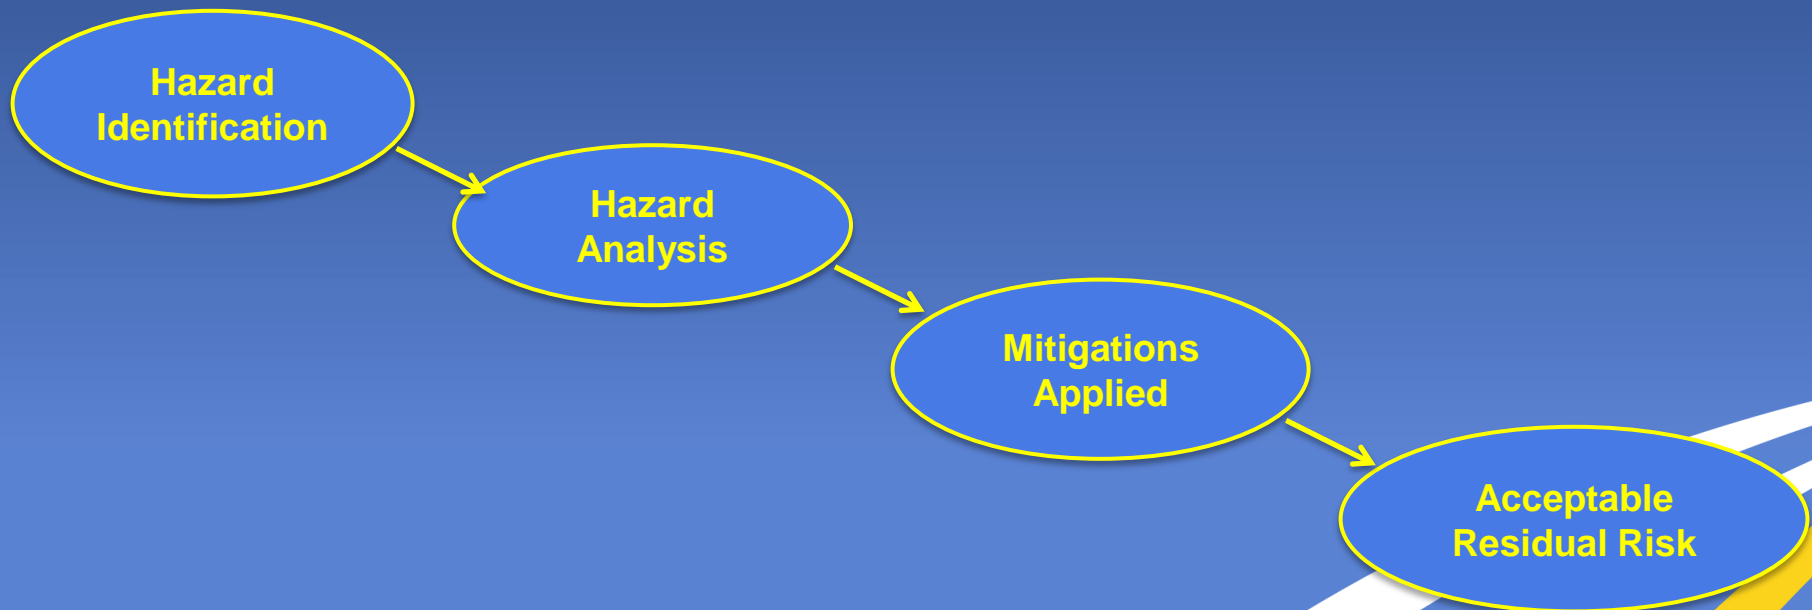 Hazard
Identification
Hazard
Analysis
Mitigations
Applied
Acceptable
Residual Risk